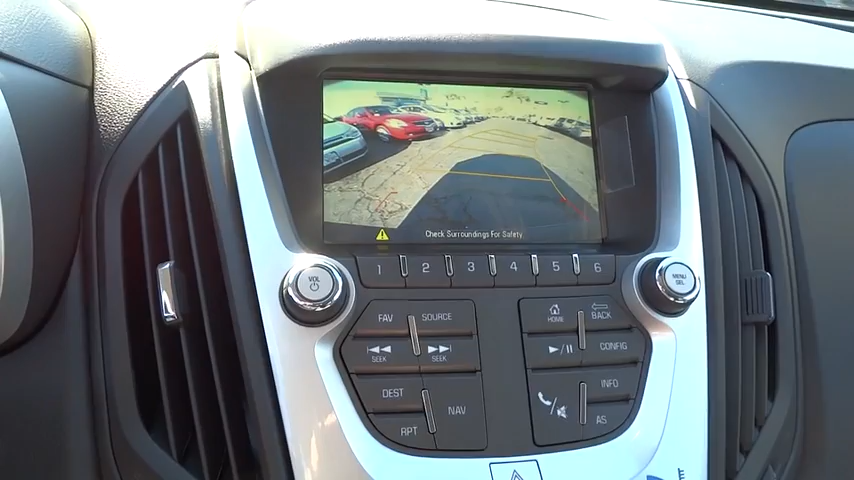 Check Surroundings For Safety
1 2 3 4 5 6
VOL
MENU
SEL
FAV SOURCE
HOME BACK
SEEK SEEK
CONFIG
DEST NAV
INFO
RPT
AS